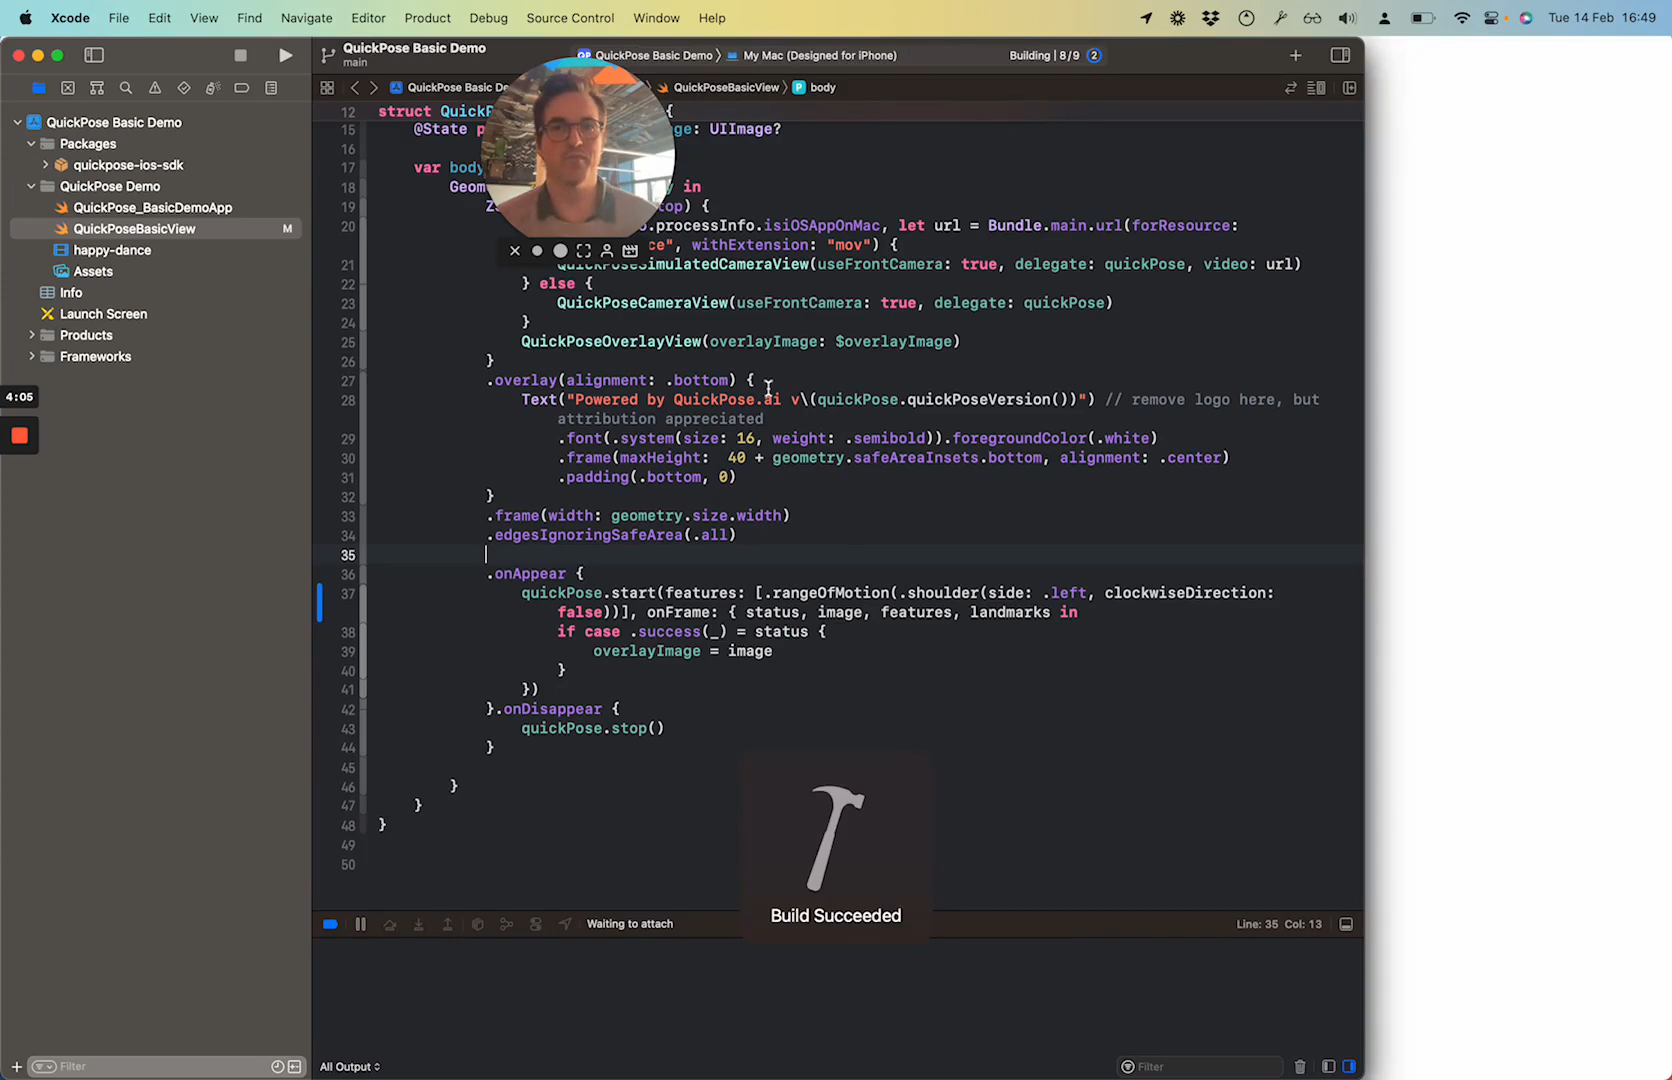 Xcode File Edit View Find Navigate Editor Product Debug Source Control Window Help Tue 14 Feb 16:49
QuickPose Basic Demo
main
QuickPose Basic Demo My Mac (Designed for iPhone) Building | 8/9 2
QuickPose Basic QuickPoseBasicView body
QuickPose Basic Demo
Packages
quickpose-ios-sdk
QuickPose Demo
QuickPose_BasicDemoApp
QuickPoseBasicView M
happy-dance
Assets
Info
Launch Screen
Products
Frameworks
4:05
12 struct {
15 @State UIImage?
16
17 var body
18 in
19 {
20 .processInfo.isiOSAppOnMac, let url = Bundle.main.url(forResource:
withExtension: "mov") {
21 QuickPoseSimulatedCameraView(useFrontCamera: true, delegate: quickPose, video: url)
22 } else {
23 QuickPoseCameraView(useFrontCamera: true, delegate: quickPose)
24 }
25 QuickPoseOverlayView(overlayImage: $overlayImage)
26 }
27 .overlay(alignment: .bottom) {
28 Text("Powered by QuickPose.ai v\(quickPose.quickPoseVersion())") // remove logo here, but
attribution appreciated
29 .font(.system(size: 16, weight: .semibold)).foregroundColor(.white)
30 .frame(maxHeight: 40 + geometry.safeAreaInsets.bottom, alignment: .center)
31 .padding(.bottom, 0)
32 }
33 .frame(width: geometry.size.width)
34 .edgesIgnoringSafeArea(.all)
35
36 .onAppear {
37 quickPose.start(features: [.rangeOfMotion(.shoulder(side: .left, clockwiseDirection:
false))], onFrame: { status, image, features, landmarks in
38 if case .success(_) = status {
39 overlayImage = image
40 }
41 })
42 }.onDisappear {
43 quickPose.stop()
44 }
45
46 }
47 }
48 }
49
50
Build Succeeded
Waiting to attach
Line: 35 Col: 13
Filter
All Output
Filter